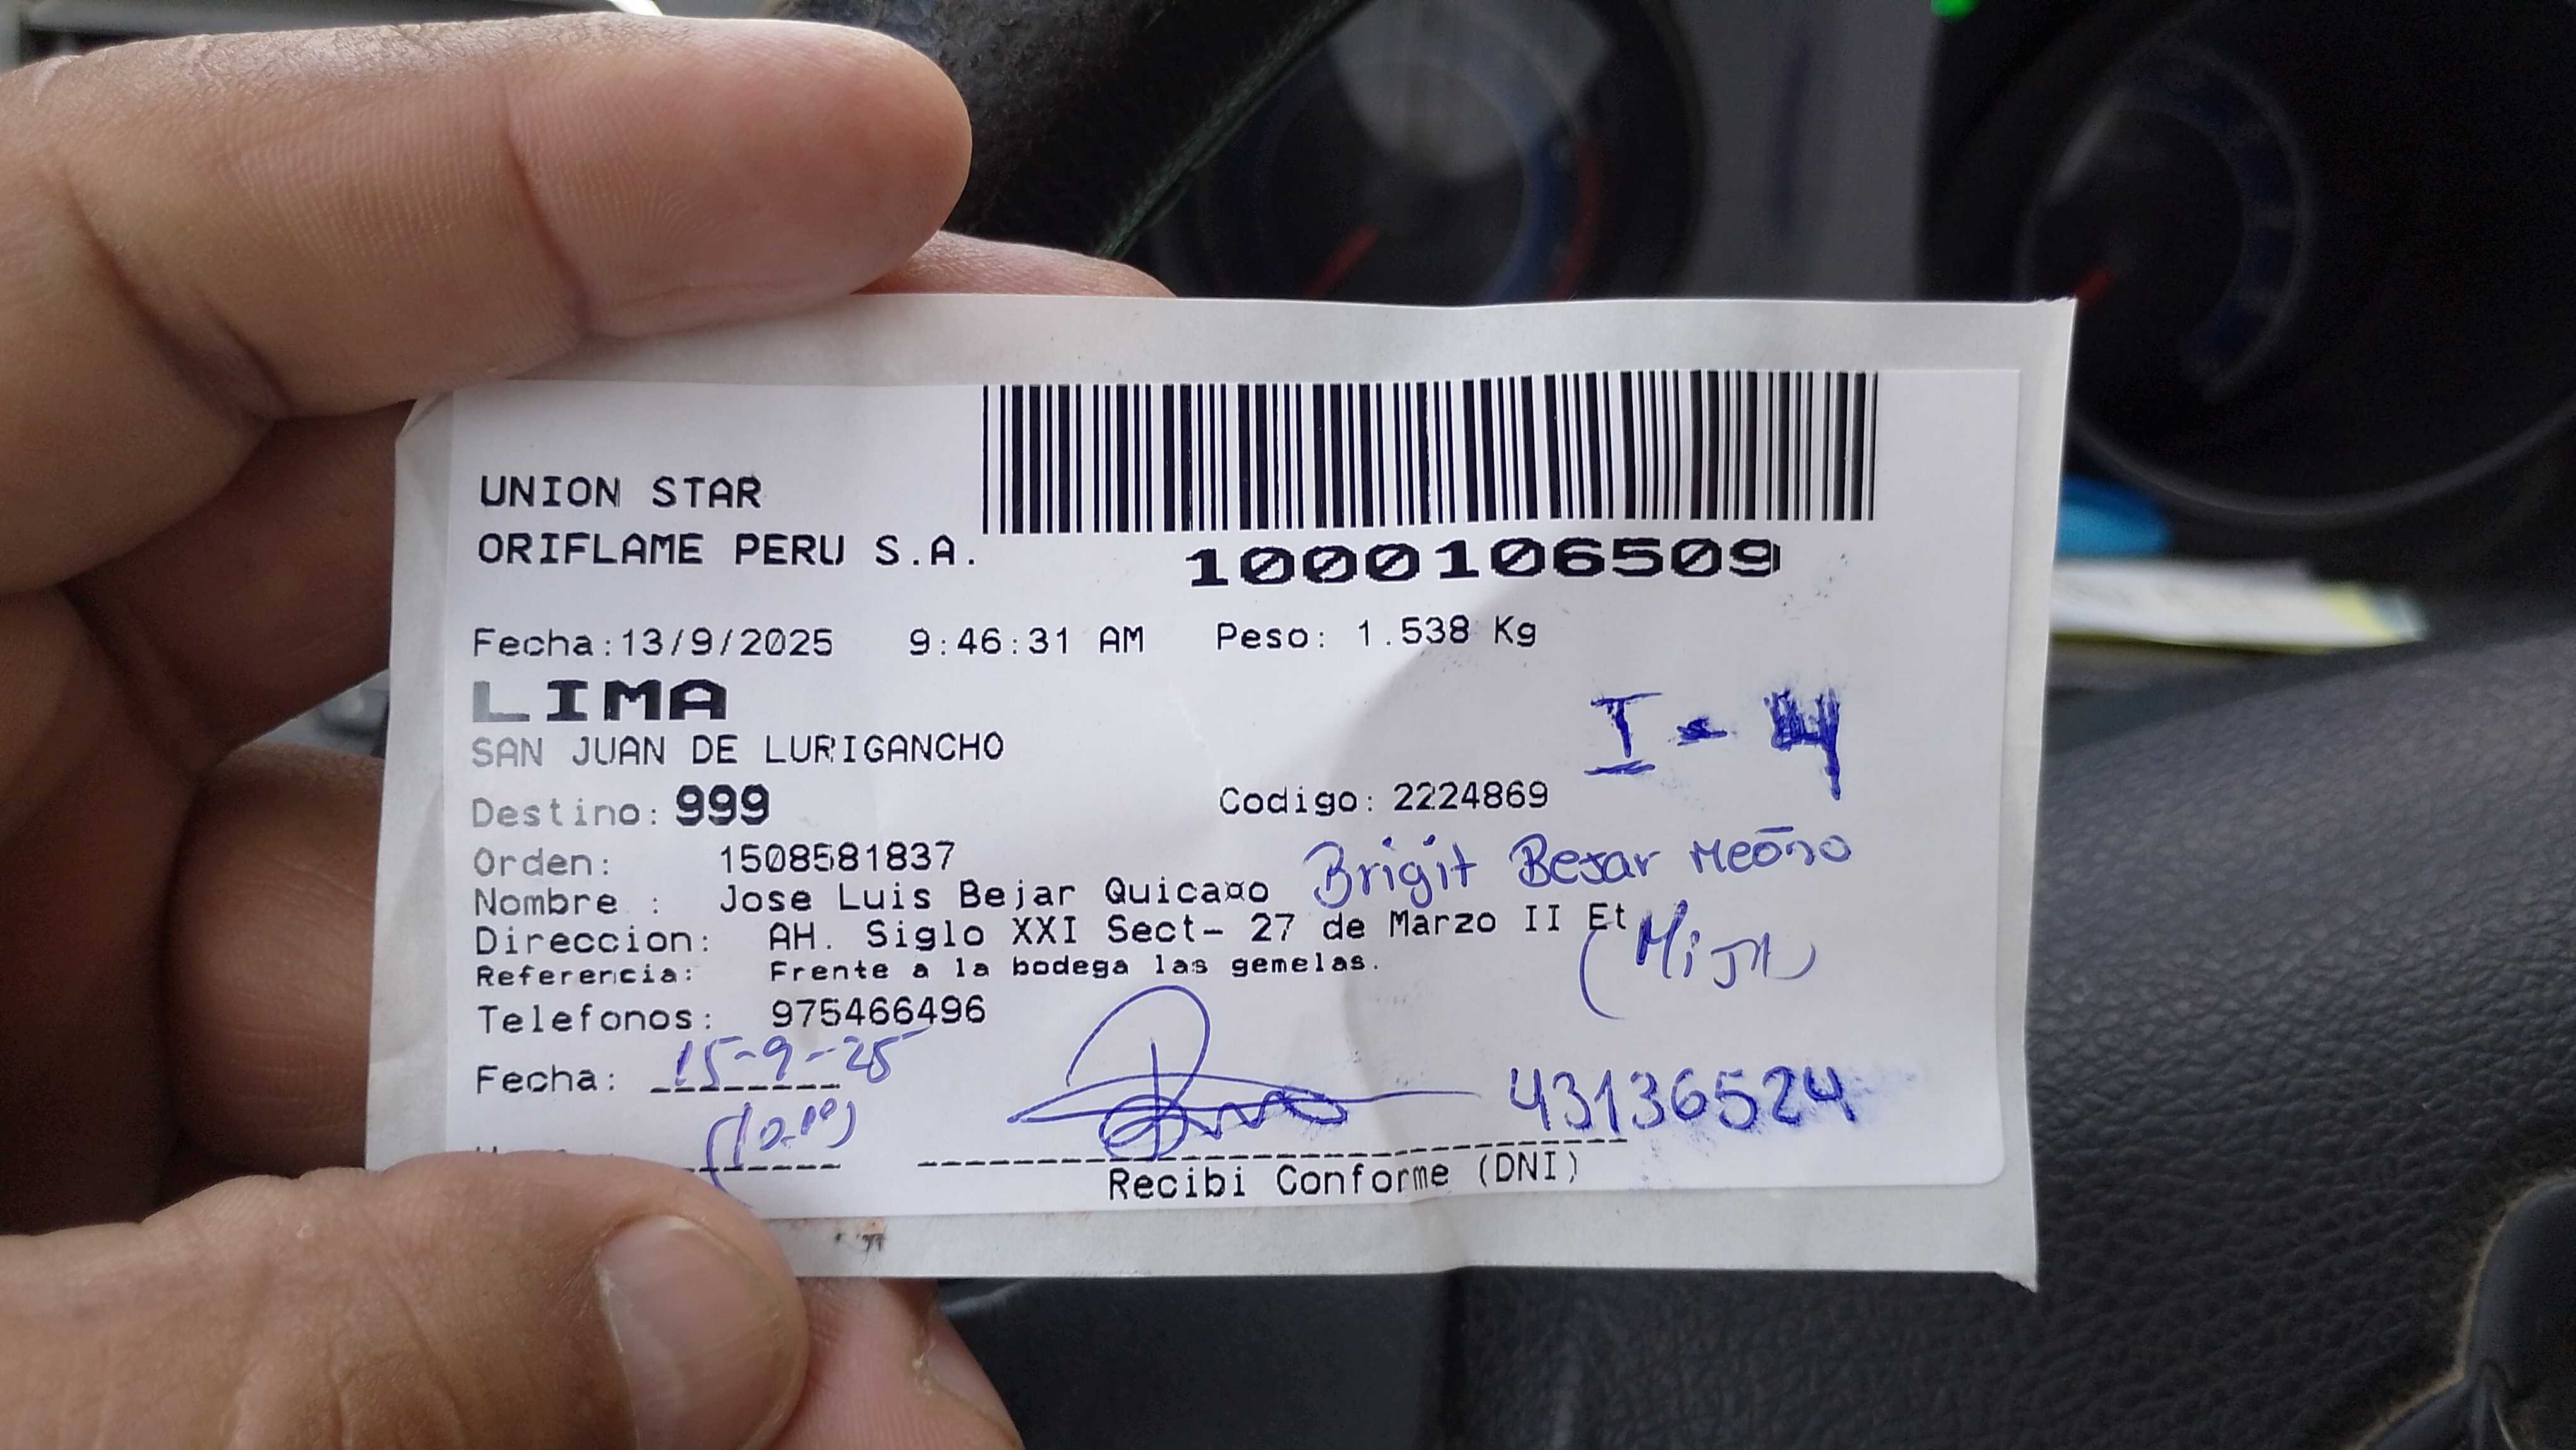 UNION STAR
ORIFLAME PERU S.A.
1000106509
Fecha:13/9/2025 9:46:31 AM Peso: 1.538 Kg
LIMA
I - 4
SAN JUAN DE LURIGANCHO
Destino: 999 Codigo: 2224869
Orden: 1508581837
Brigit Bejar Meoño
Nombre : Jose Luis Bejar Quicaño
Direccion: AH. Siglo XXI Sect- 27 de Marzo II Et
(Hija)
Referencia: Frente a la bodega las gemelas.
Telefonos: 975466496
Fecha: 15-9-25
43136524
Recibi Conforme (DNI)